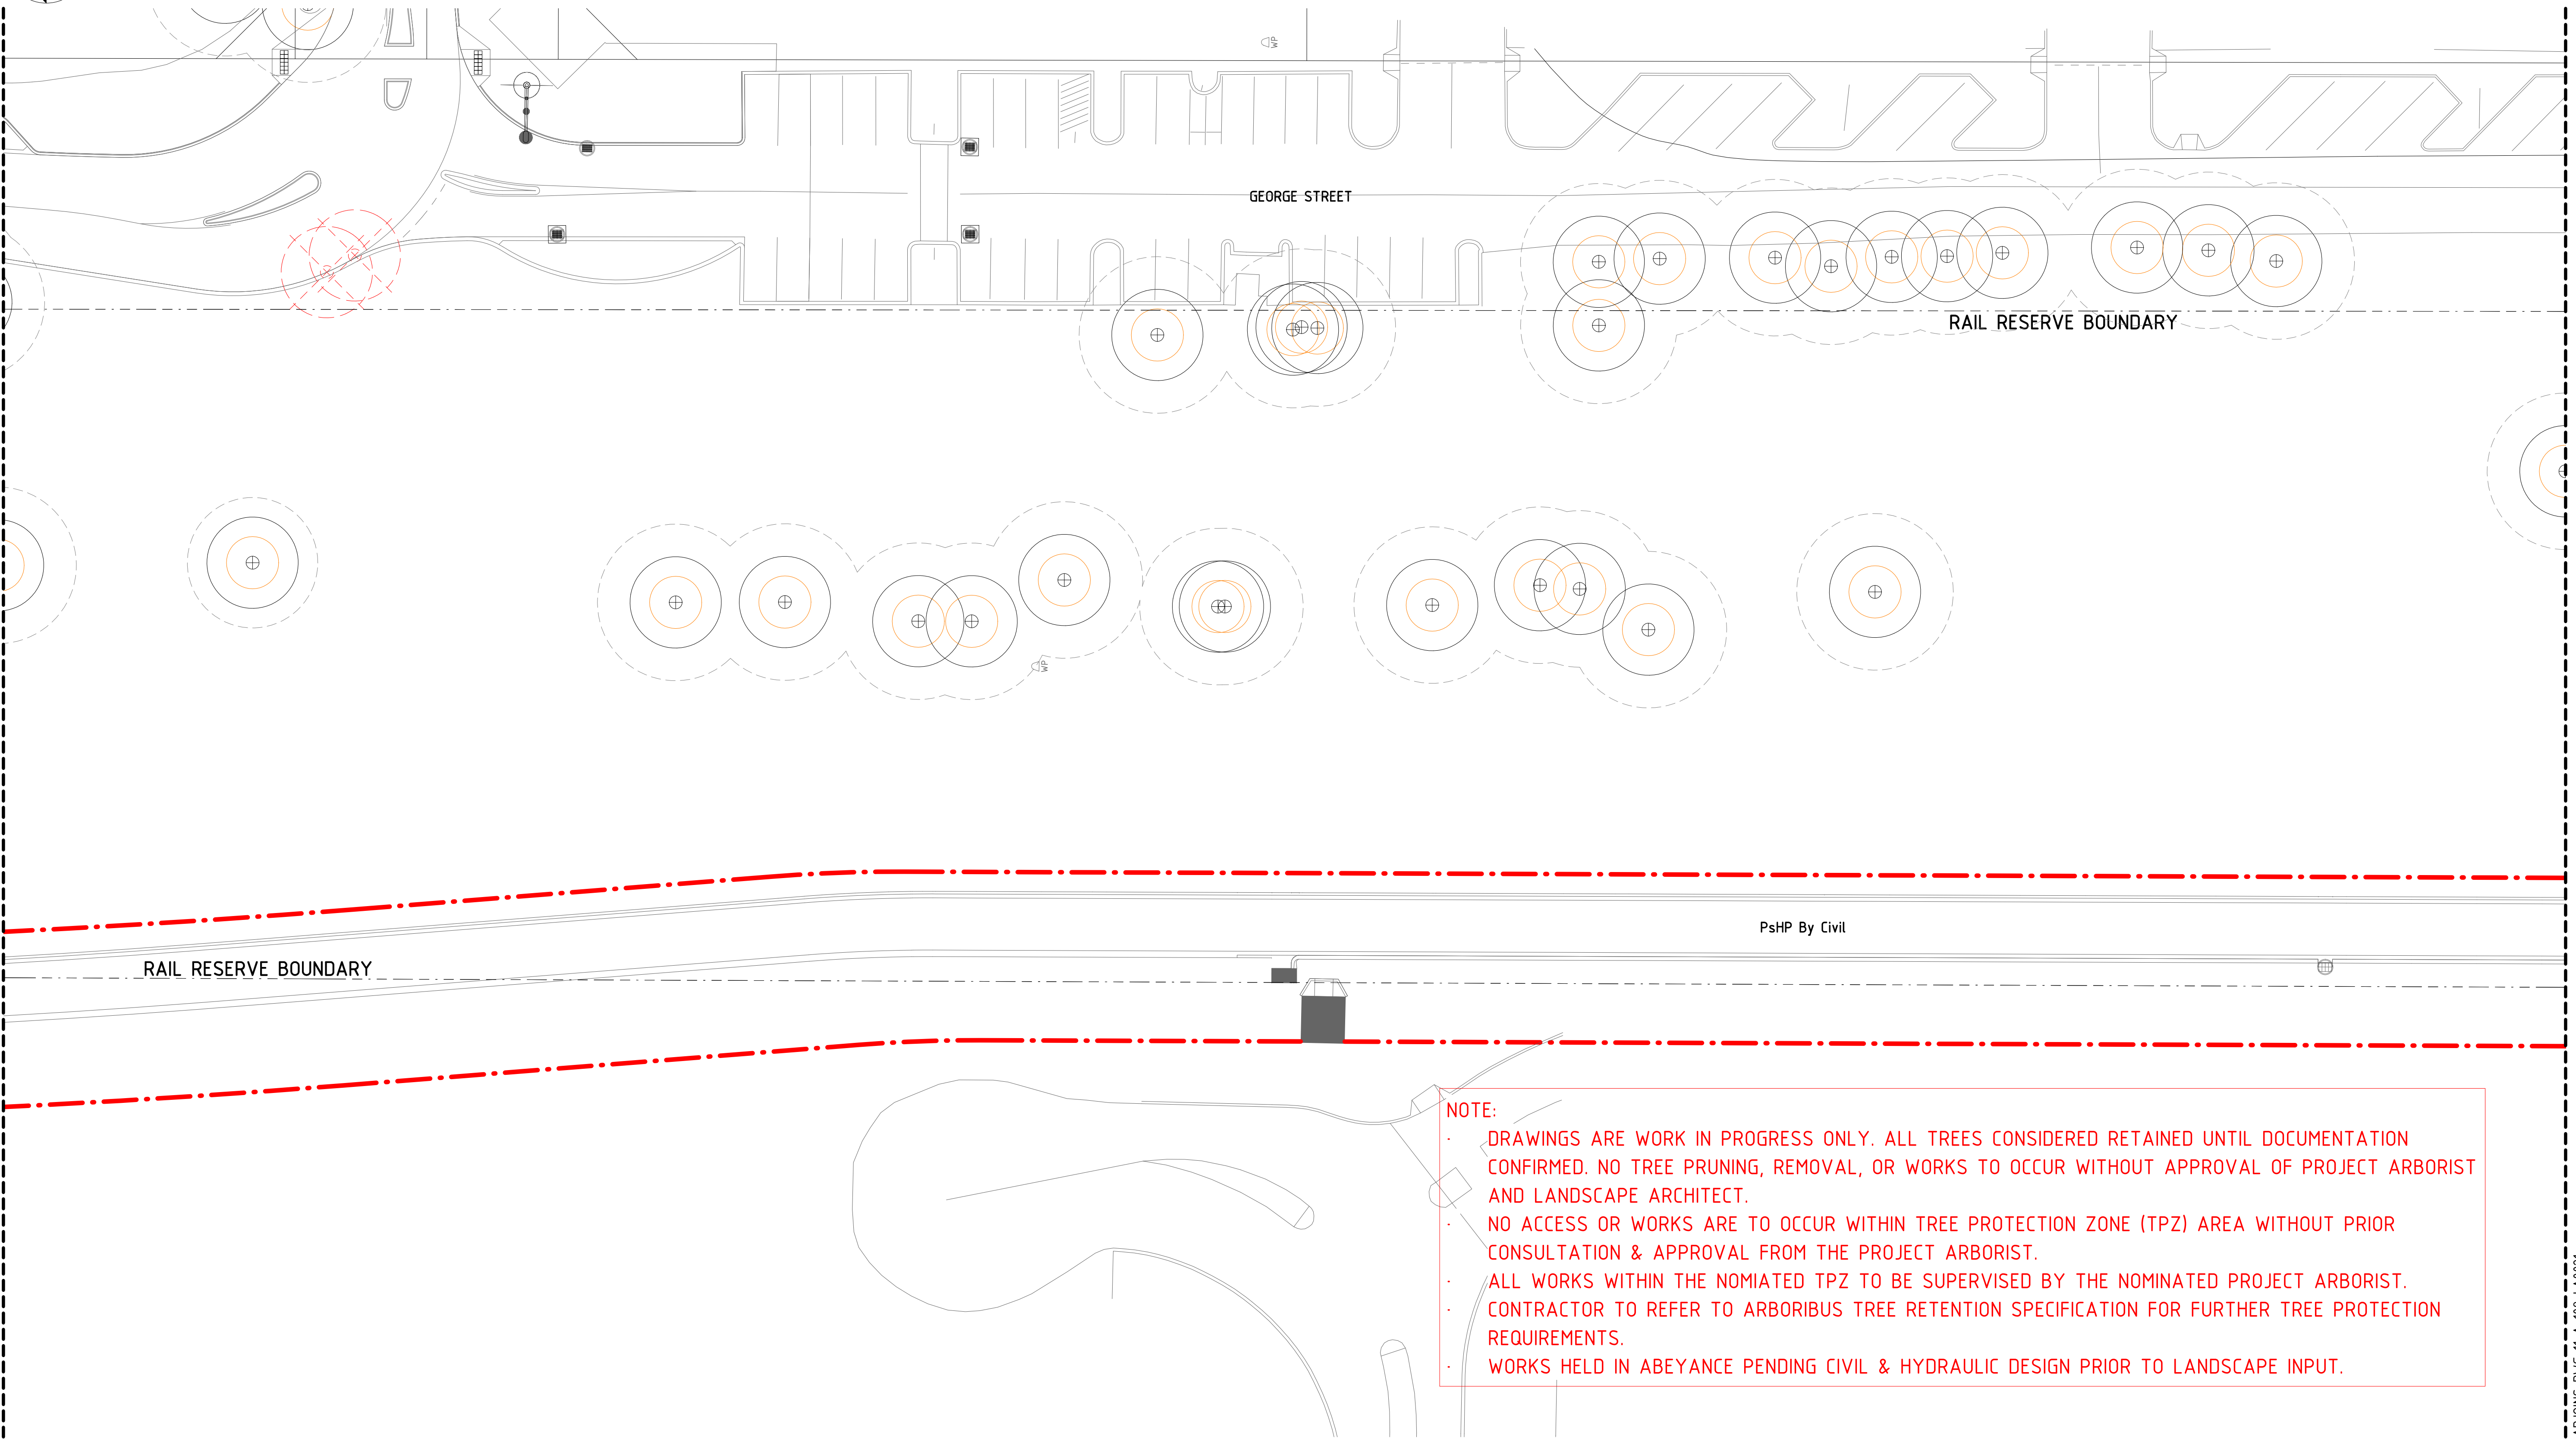 WP
GEORGE STREET
RAIL RESERVE BOUNDARY
WP
PsHP By Civil
RAIL RESERVE BOUNDARY
NOTE:
· DRAWINGS ARE WORK IN PROGRESS ONLY. ALL TREES CONSIDERED RETAINED UNTIL DOCUMENTATION
CONFIRMED. NO TREE PRUNING, REMOVAL, OR WORKS TO OCCUR WITHOUT APPROVAL OF PROJECT ARBORIST
AND LANDSCAPE ARCHITECT.
· NO ACCESS OR WORKS ARE TO OCCUR WITHIN TREE PROTECTION ZONE (TPZ) AREA WITHOUT PRIOR
CONSULTATION & APPROVAL FROM THE PROJECT ARBORIST.
· ALL WORKS WITHIN THE NOMIATED TPZ TO BE SUPERVISED BY THE NOMINATED PROJECT ARBORIST.
· CONTRACTOR TO REFER TO ARBORIBUS TREE RETENTION SPECIFICATION FOR FURTHER TREE PROTECTION
REQUIREMENTS.
· WORKS HELD IN ABEYANCE PENDING CIVIL & HYDRAULIC DESIGN PRIOR TO LANDSCAPE INPUT.